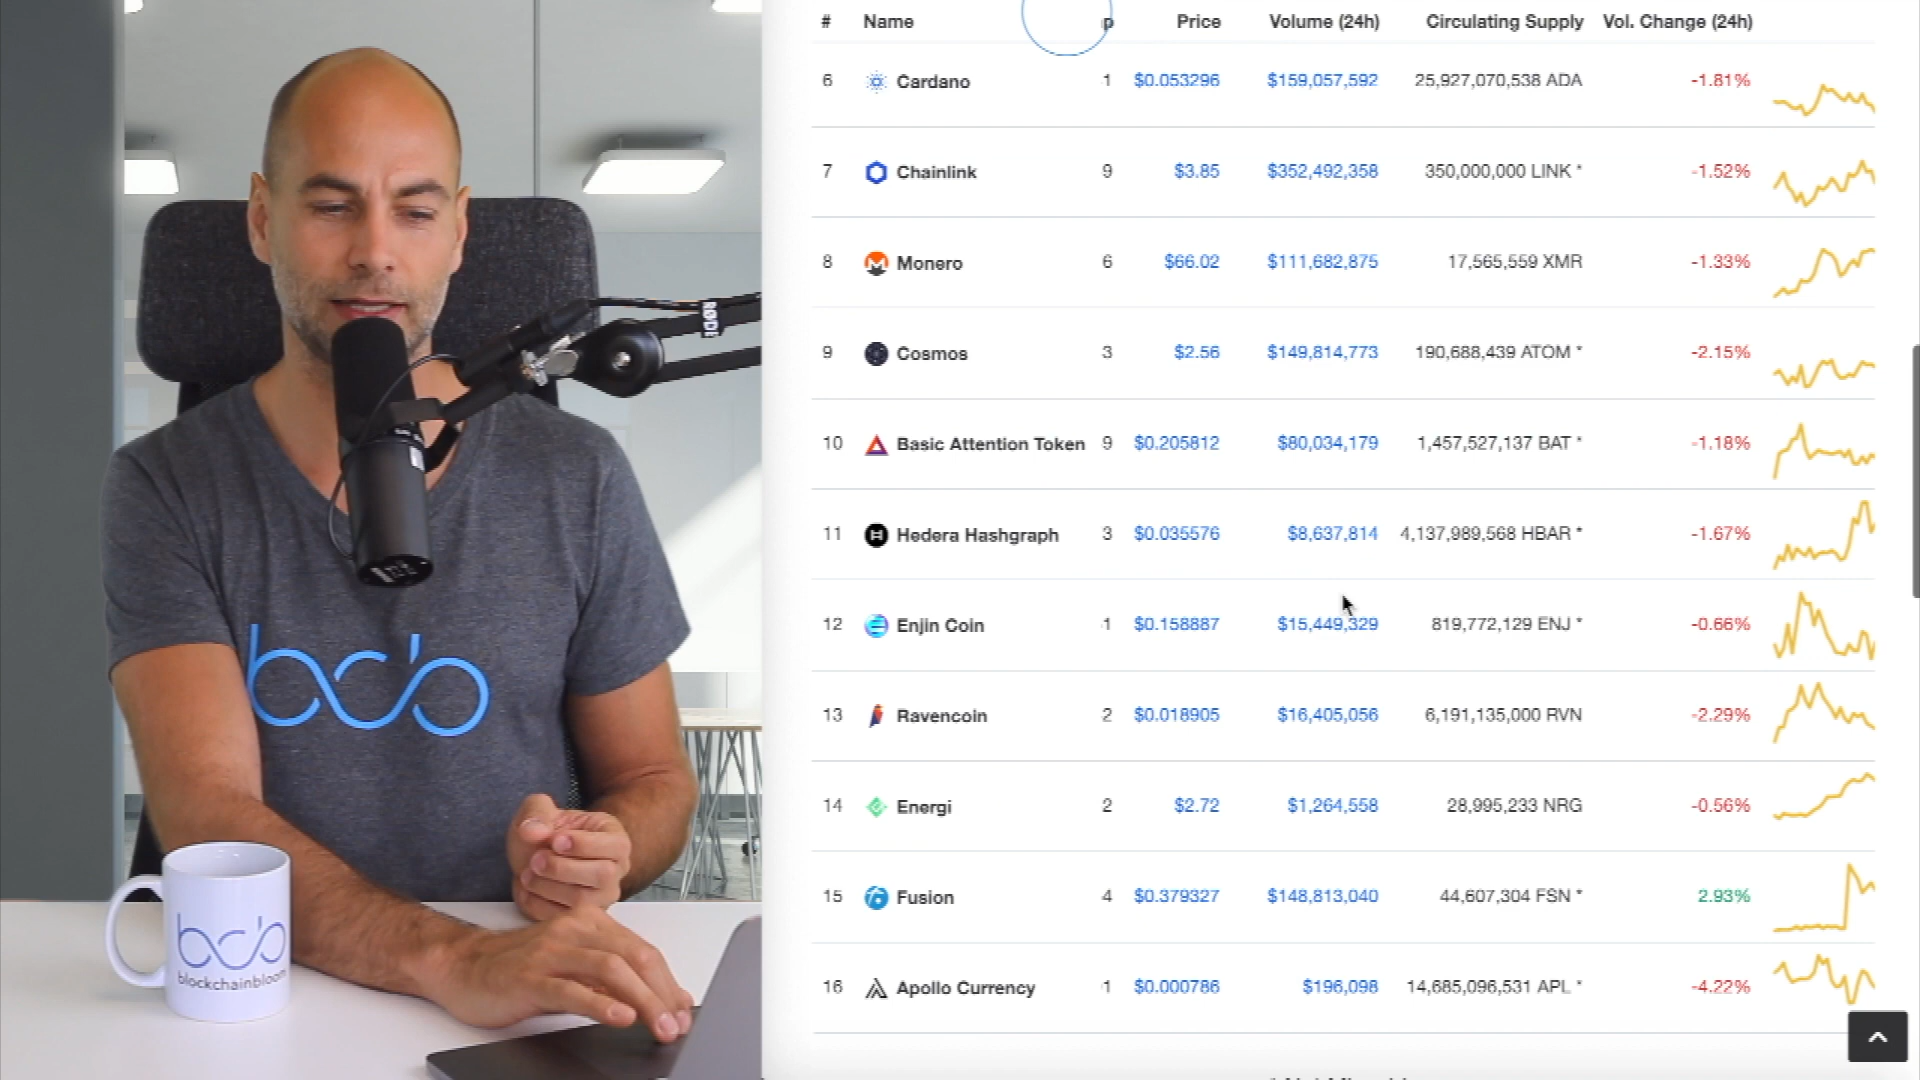 # Name p Price Volume (24h) Circulating Supply Vol. Change (24h)
6 Cardano 1 $0.053296 $159,057,592 25,927,070,538 ADA -1.81%
7 Chainlink 9 $3.85 $352,492,358 350,000,000 LINK * -1.52%
8 Monero 6 $66.02 $111,682,875 17,565,559 XMR -1.33%
9 Cosmos 3 $2.56 $149,814,773 190,688,439 ATOM * -2.15%
10 Basic Attention Token 9 $0.205812 $80,034,179 1,457,527,137 BAT * -1.18%
11 Hedera Hashgraph 3 $0.035576 $8,637,814 4,137,989,568 HBAR * -1.67%
12 Enjin Coin 1 $0.158887 $15,449,329 819,772,129 ENJ * -0.66%
13 Ravencoin 2 $0.018905 $16,405,056 6,191,135,000 RVN -2.29%
14 Energi 2 $2.72 $1,264,558 28,995,233 NRG -0.56%
15 Fusion 4 $0.379327 $148,813,040 44,607,304 FSN * 2.93%
16 Apollo Currency 1 $0.000786 $196,098 14,685,096,531 APL * -4.22%
RØDE
bcb
bcb
blockchainbloom